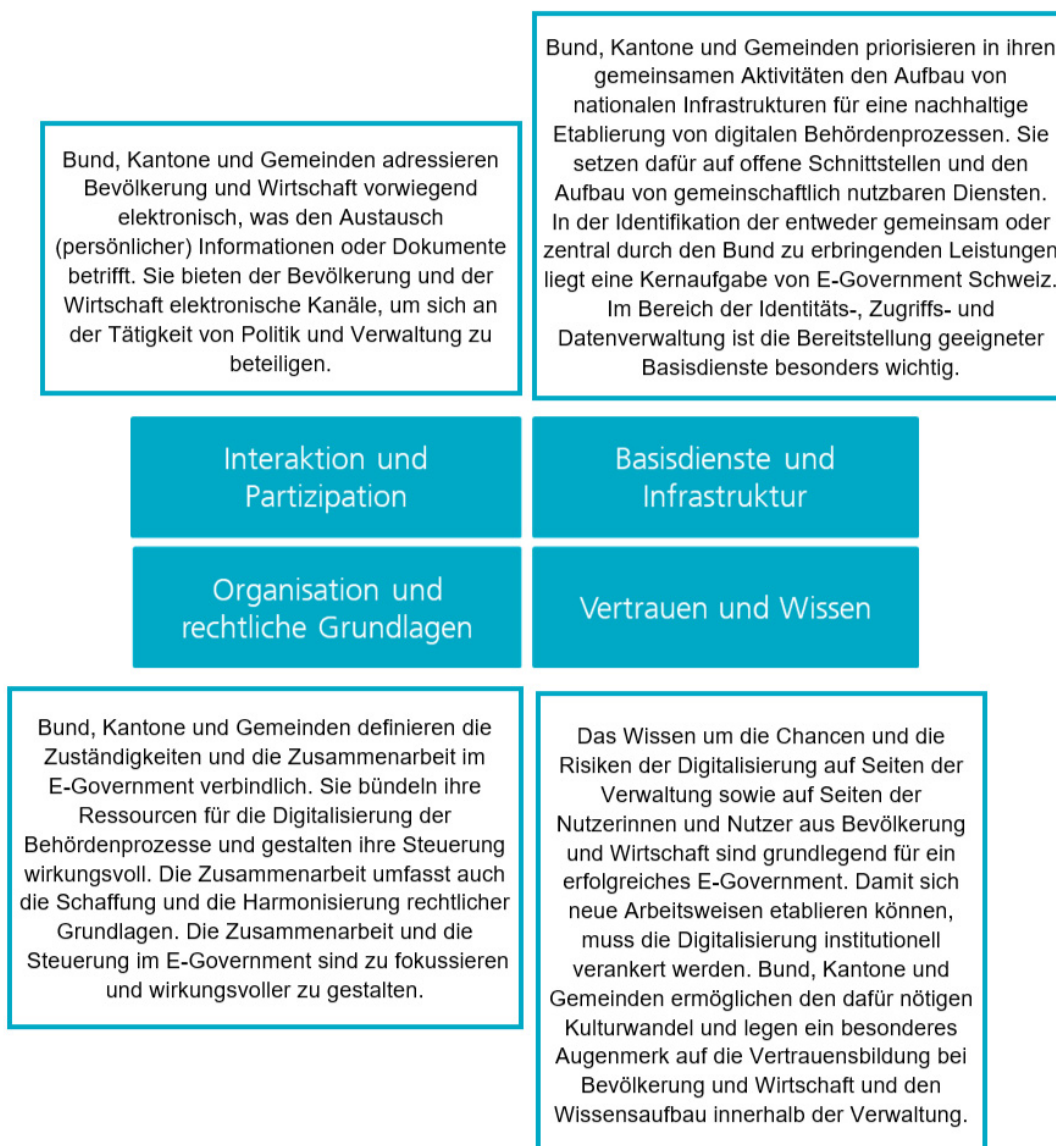 Bund, Kantone und Gemeinden adressieren
Bevölkerung und Wirtschaft vorwiegend
elektronisch, was den Austausch
(persönlicher) Informationen oder Dokumente
betrifft. Sie bieten der Bevölkerung und der
Wirtschaft elektronische Kanäle, um sich an
der Tätigkeit von Politik und Verwaltung zu
beteiligen.
Bund, Kantone und Gemeinden priorisieren in ihren
gemeinsamen Aktivitäten den Aufbau von
nationalen Infrastrukturen für eine nachhaltige
Etablierung von digitalen Behördenprozessen. Sie
setzen dafür auf offene Schnittstellen und den
Aufbau von gemeinschaftlich nutzbaren Diensten.
In der Identifikation der entweder gemeinsam oder
zentral durch den Bund zu erbringenden Leistungen
liegt eine Kernaufgabe von E-Government Schweiz.
Im Bereich der Identitäts-, Zugriffs- und
Datenverwaltung ist die Bereitstellung geeigneter
Basisdienste besonders wichtig.
Interaktion und
Partizipation
Basisdienste und
Infrastruktur
Organisation und
rechtliche Grundlagen
Vertrauen und Wissen
Bund, Kantone und Gemeinden definieren die
Zuständigkeiten und die Zusammenarbeit im
E-Government verbindlich. Sie bündeln ihre
Ressourcen für die Digitalisierung der
Behördenprozesse und gestalten ihre Steuerung
wirkungsvoll. Die Zusammenarbeit umfasst auch
die Schaffung und die Harmonisierung rechtlicher
Grundlagen. Die Zusammenarbeit und die
Steuerung im E-Government sind zu fokussieren
und wirkungsvoller zu gestalten.
Das Wissen um die Chancen und die
Risiken der Digitalisierung auf Seiten der
Verwaltung sowie auf Seiten der
Nutzerinnen und Nutzer aus Bevölkerung
und Wirtschaft sind grundlegend für ein
erfolgreiches E-Government. Damit sich
neue Arbeitsweisen etablieren können,
muss die Digitalisierung institutionell
verankert werden. Bund, Kantone und
Gemeinden ermöglichen den dafür nötigen
Kulturwandel und legen ein besonderes
Augenmerk auf die Vertrauensbildung bei
Bevölkerung und Wirtschaft und den
Wissensaufbau innerhalb der Verwaltung.